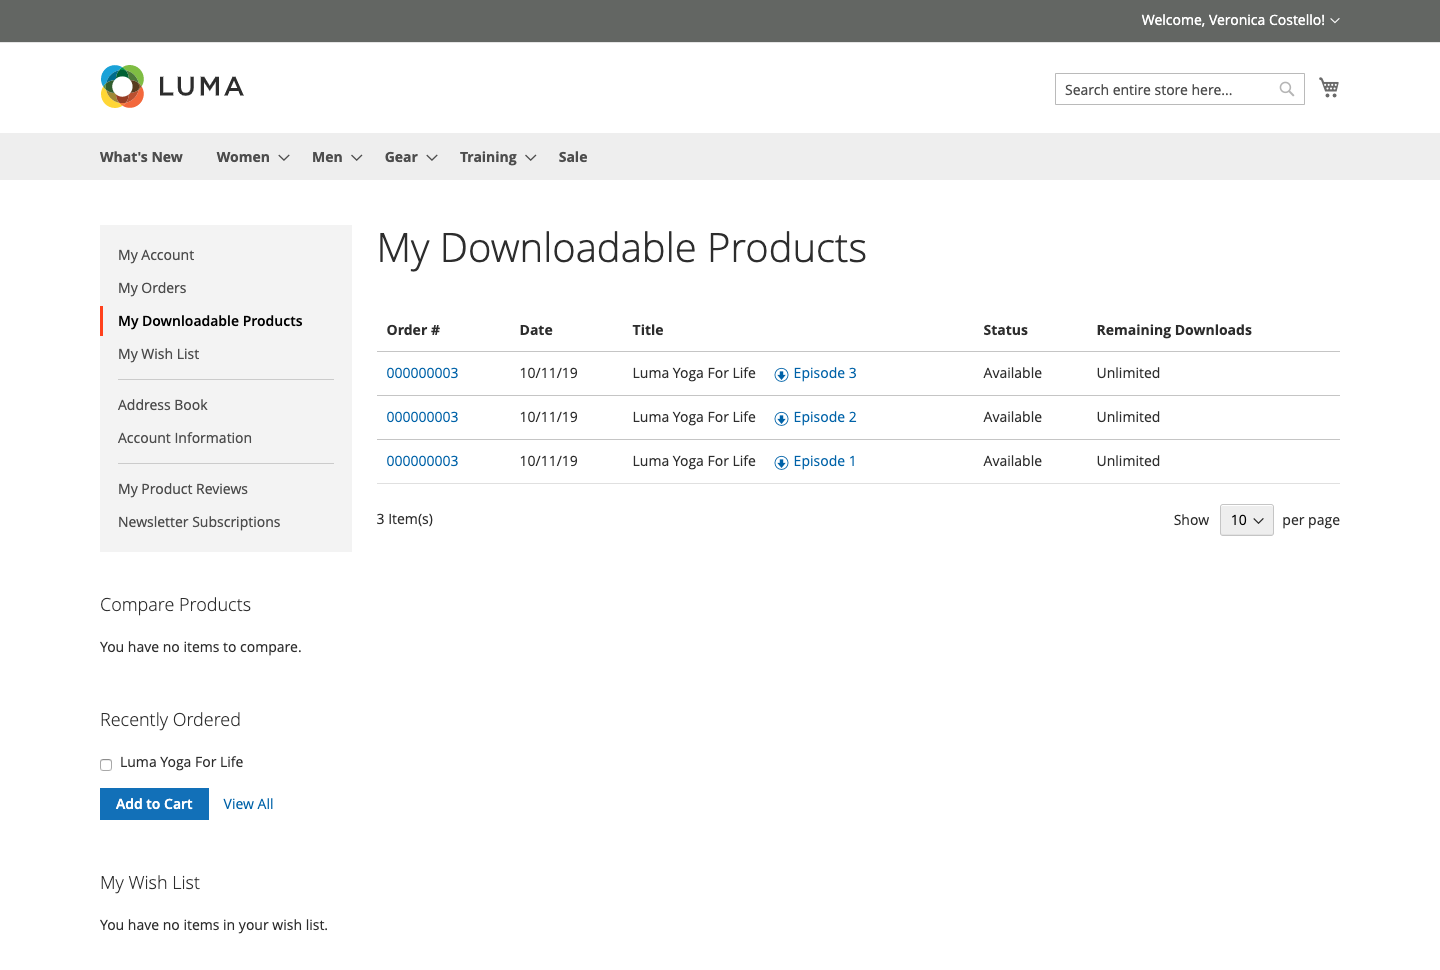 Welcome, Veronica Costello!
LUMA
Search entire store here...
What's New Women Men Gear Training Sale
My Account
My Orders
My Downloadable Products
My Wish List
Address Book
Account Information
My Product Reviews
Newsletter Subscriptions
My Downloadable Products
Order # Date Title Status Remaining Downloads
000000003 10/11/19 Luma Yoga For Life Episode 3 Available Unlimited
000000003 10/11/19 Luma Yoga For Life Episode 2 Available Unlimited
000000003 10/11/19 Luma Yoga For Life Episode 1 Available Unlimited
3 Item(s)
Show 10 per page
Compare Products
You have no items to compare.
Recently Ordered
Luma Yoga For Life
Add to Cart View All
My Wish List
You have no items in your wish list.